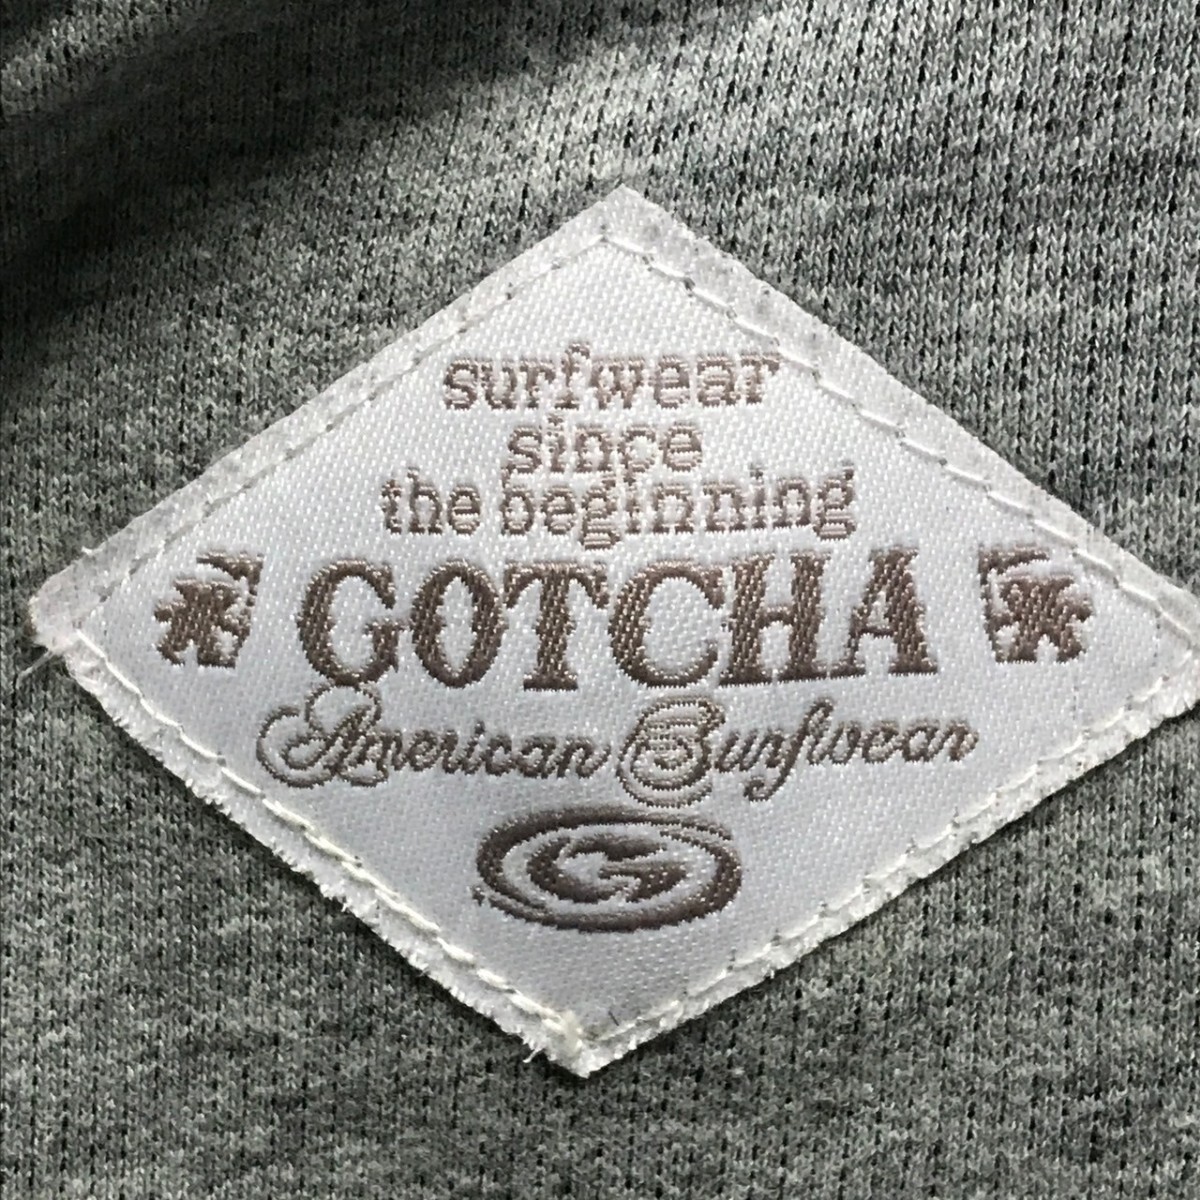 surfwear
since
the beginning
GOTCHA
American Surfwear
G